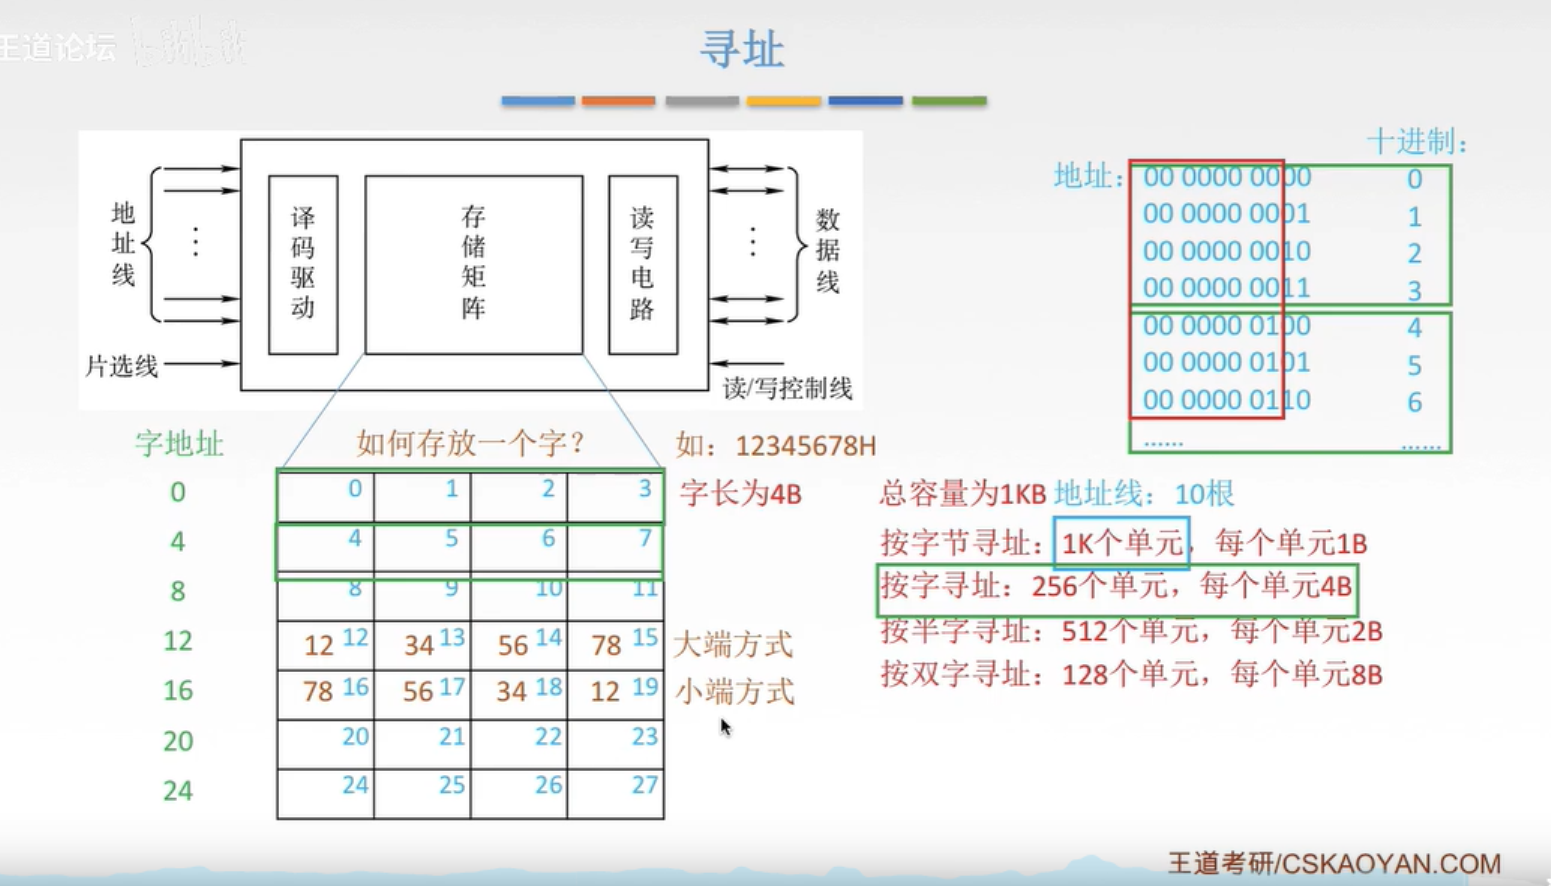 王道论坛
寻址
地址线
译码驱动
存储矩阵
读写电路
数据线
片选线
读/写控制线
十进制：
地址：
00 0000 0000 0
00 0000 0001 1
00 0000 0010 2
00 0000 0011 3
00 0000 0100 4
00 0000 0101 5
00 0000 0110 6
...... ......
字地址 如何存放一个字？ 如：12345678H
0 0 1 2 3 字长为4B
4 4 5 6 7
8 8 9 10 11
12 12 12 34 13 56 14 78 15 大端方式
16 78 16 56 17 34 18 12 19 小端方式
20 20 21 22 23
24 24 25 26 27
总容量为1KB 地址线：10根
按字节寻址：1K个单元，每个单元1B
按字寻址：256个单元，每个单元4B
按半字寻址：512个单元，每个单元2B
按双字寻址：128个单元，每个单元8B
王道考研/CSKAOYAN.COM